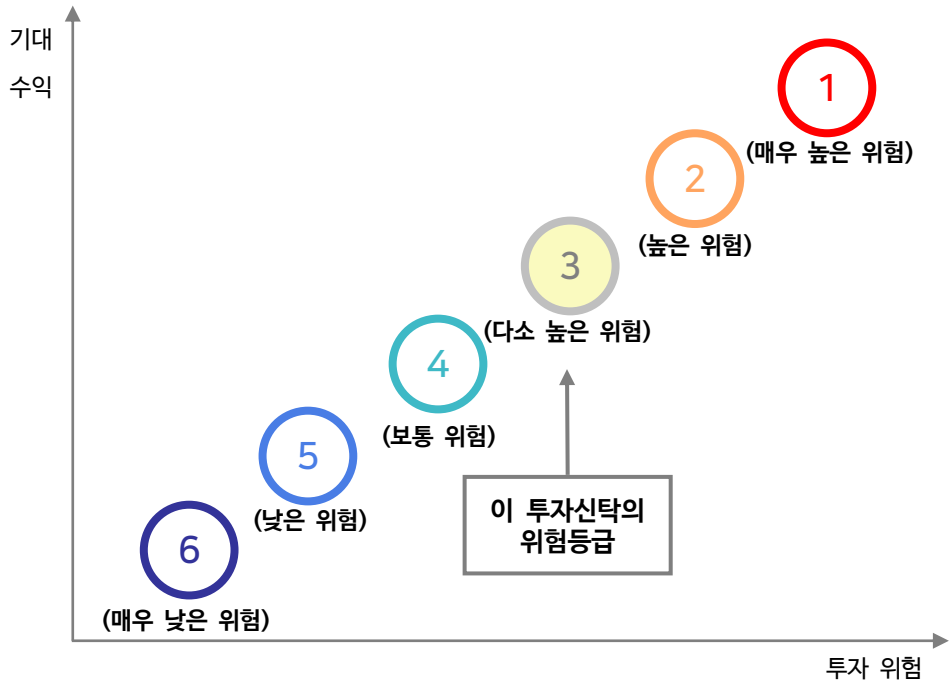 기대
수익
1
(매우 높은 위험)
2
(높은 위험)
3
(다소 높은 위험)
4
(보통 위험)
5
(낮은 위험)
이 투자신탁의
위험등급
6
(매우 낮은 위험)
투자 위험